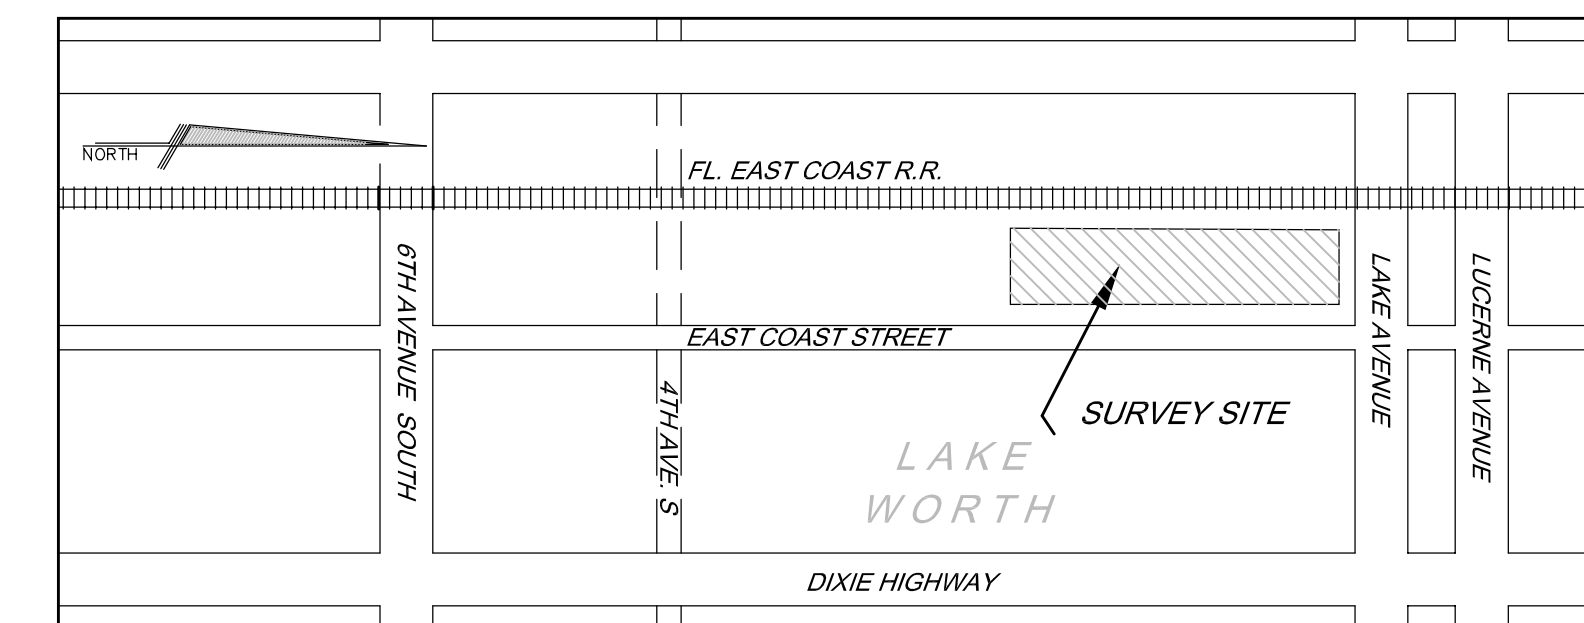 NORTH
FL. EAST COAST R.R.
6TH AVENUE SOUTH
LAKE AVENUE
LUCERNE AVENUE
EAST COAST STREET
4TH AVE. S
SURVEY SITE
LAKE
WORTH
DIXIE HIGHWAY